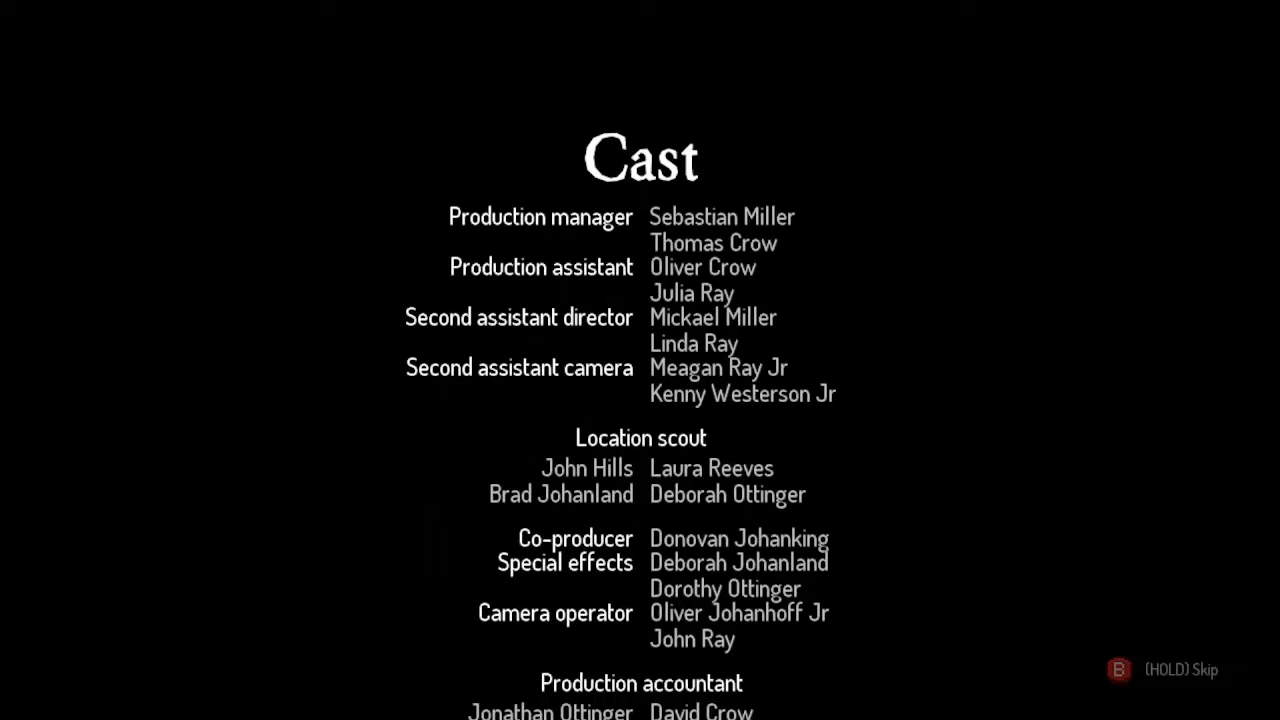 Cast
Production manager Sebastian Miller
Thomas Crow
Production assistant Oliver Crow
Julia Ray
Second assistant director Mickael Miller
Linda Ray
Second assistant camera Meagan Ray Jr
Kenny Westerson Jr
Location scout
John Hills Laura Reeves
Brad Johanland Deborah Ottinger
Co-producer Donovan Johanking
Special effects Deborah Johanland
Dorothy Ottinger
Camera operator Oliver Johanhoff Jr
John Ray
B (HOLD) Skip
Production accountant
Jonathan Ottinger David Crow